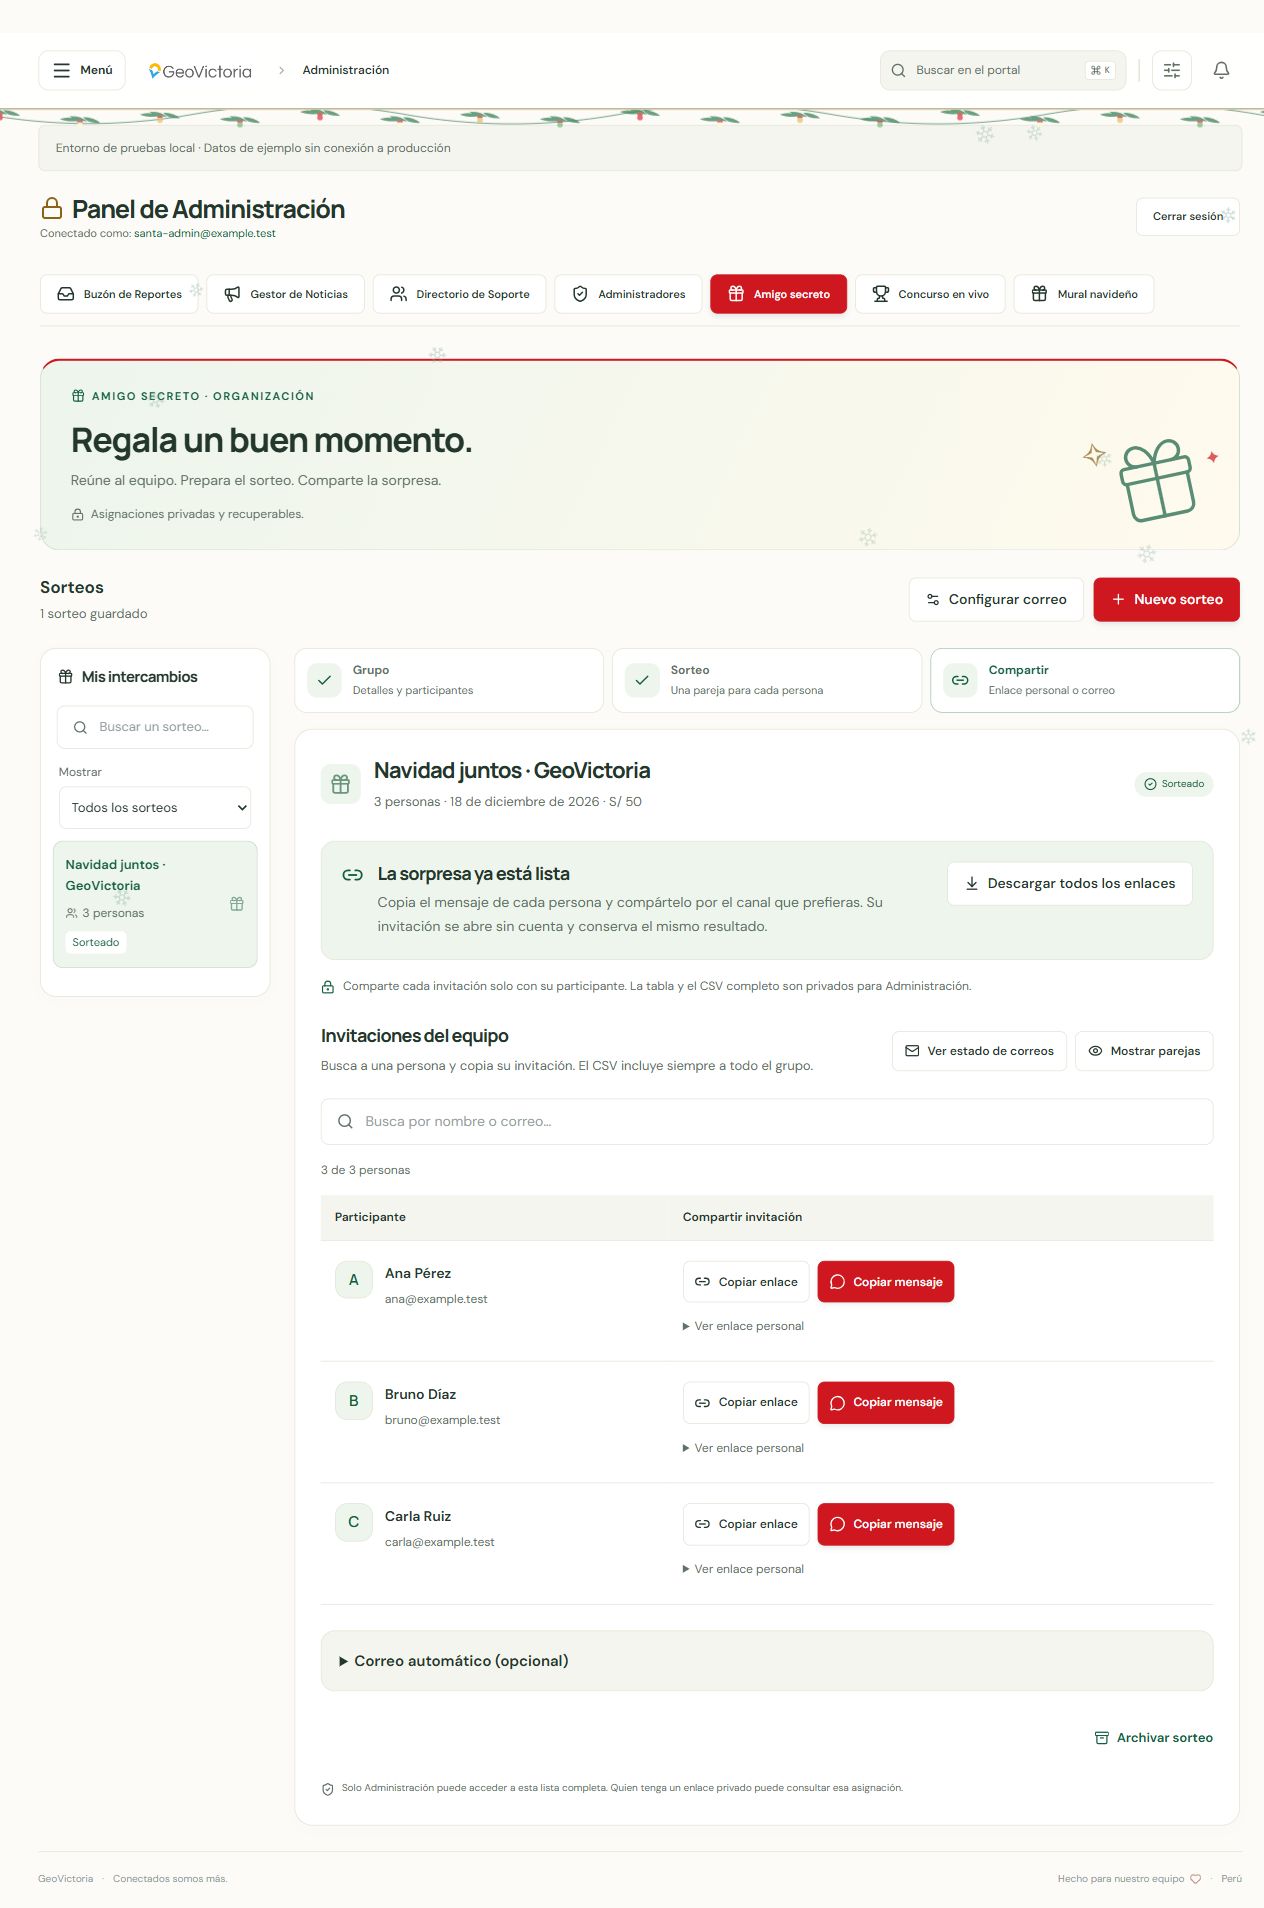 Menú
GeoVictoria
Administración
Buscar en el portal
⌘ K
Entorno de pruebas local · Datos de ejemplo sin conexión a producción
Panel de Administración
Conectado como: santa-admin@example.test
Cerrar sesión
Buzón de Reportes
Gestor de Noticias
Directorio de Soporte
Administradores
Amigo secreto
Concurso en vivo
Mural navideño
AMIGO SECRETO · ORGANIZACIÓN
Regala un buen momento.
Reúne al equipo. Prepara el sorteo. Comparte la sorpresa.
Asignaciones privadas y recuperables.
Sorteos
1 sorteo guardado
Configurar correo
Nuevo sorteo
Mis intercambios
Buscar un sorteo...
Mostrar
Todos los sorteos
Navidad juntos ·
GeoVictoria
3 personas
Sorteado
Grupo
Detalles y participantes
Sorteo
Una pareja para cada persona
Compartir
Enlace personal o correo
Navidad juntos · GeoVictoria
3 personas · 18 de diciembre de 2026 · S/ 50
Sorteado
La sorpresa ya está lista
Copia el mensaje de cada persona y compártelo por el canal que prefieras. Su
invitación se abre sin cuenta y conserva el mismo resultado.
Descargar todos los enlaces
Comparte cada invitación solo con su participante. La tabla y el CSV completo son privados para Administración.
Invitaciones del equipo
Busca a una persona y copia su invitación. El CSV incluye siempre a todo el grupo.
Ver estado de correos
Mostrar parejas
Busca por nombre o correo...
3 de 3 personas
Participante
Compartir invitación
A
Ana Pérez
ana@example.test
Copiar enlace
Copiar mensaje
Ver enlace personal
B
Bruno Díaz
bruno@example.test
Copiar enlace
Copiar mensaje
Ver enlace personal
C
Carla Ruiz
carla@example.test
Copiar enlace
Copiar mensaje
Ver enlace personal
Correo automático (opcional)
Archivar sorteo
Solo Administración puede acceder a esta lista completa. Quien tenga un enlace privado puede consultar esa asignación.
GeoVictoria · Conectados somos más.
Hecho para nuestro equipo · Perú